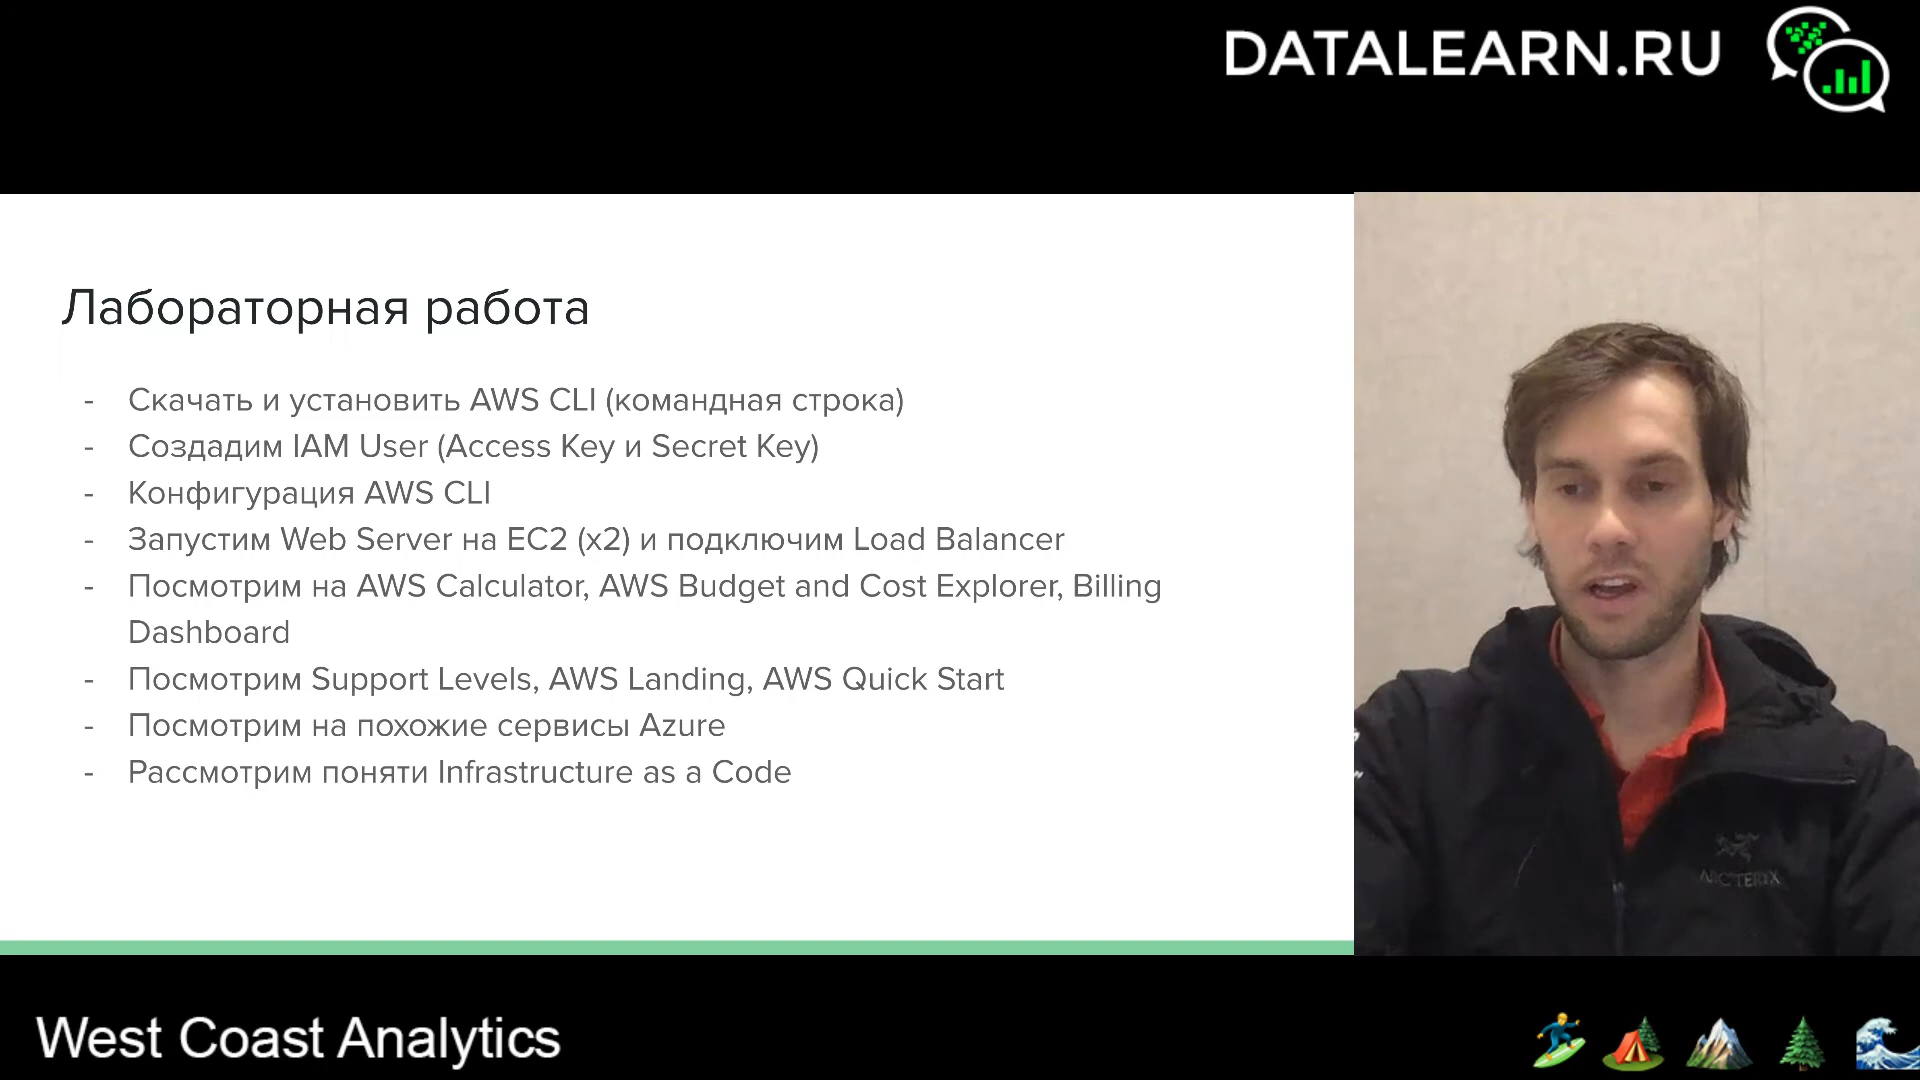 DATALEARN.RU
Лабораторная работа
- Скачать и установить AWS CLI (командная строка)
- Создадим IAM User (Access Key и Secret Key)
- Конфигурация AWS CLI
- Запустим Web Server на EC2 (x2) и подключим Load Balancer
- Посмотрим на AWS Calculator, AWS Budget and Cost Explorer, Billing
Dashboard
- Посмотрим Support Levels, AWS Landing, AWS Quick Start
- Посмотрим на похожие сервисы Azure
- Рассмотрим поняти Infrastructure as a Code
ARC'TERYX
West Coast Analytics